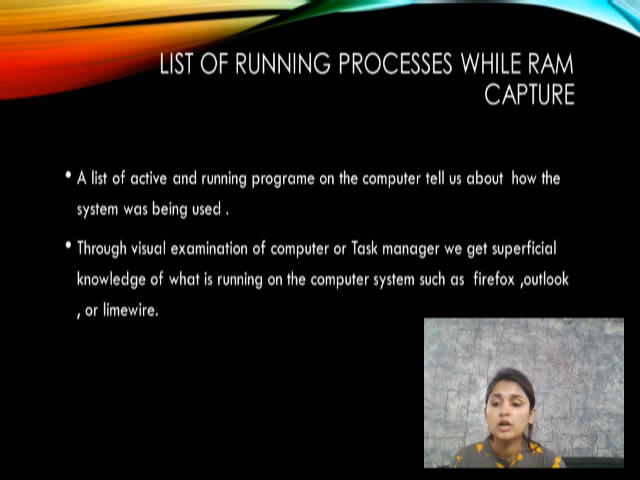 LIST OF RUNNING PROCESSES WHILE RAM
CAPTURE
• A list of active and running programe on the computer tell us about how the
system was being used .
• Through visual examination of computer or Task manager we get superficial
knowledge of what is running on the computer system such as firefox ,outlook
, or limewire.